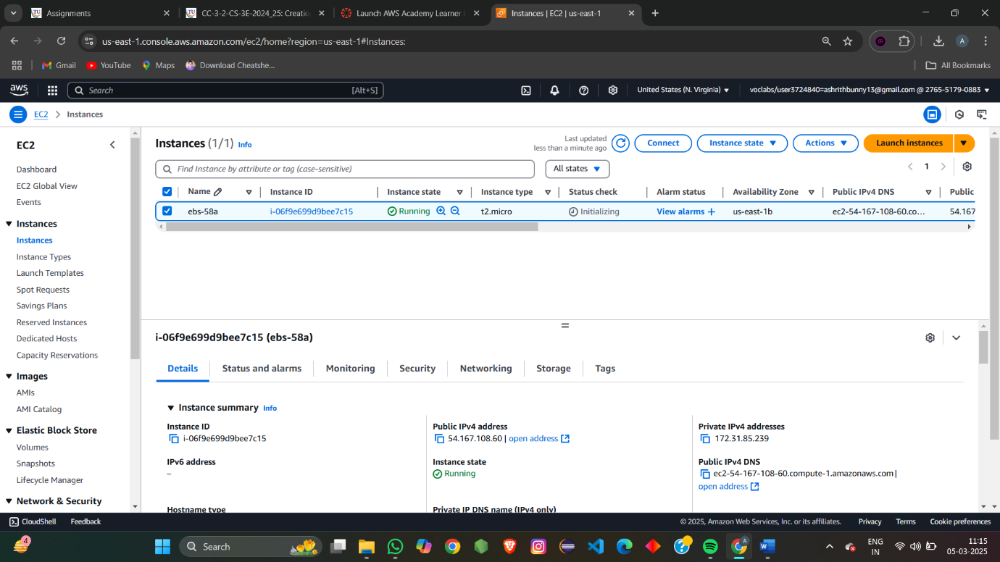 Assignments
CC-3-2-CS-3E-2024_25: Creatio
Launch AWS Academy Learner
Instances | EC2 | us-east-1
us-east-1.console.aws.amazon.com/ec2/home?region=us-east-1#Instances:
A
Gmail
YouTube
Maps
Download Cheatshe...
All Bookmarks
aws
Search
[Alt+S]
United States (N. Virginia)
voclabs/user3724840=ashrithbunny13@gmail.com @ 2765-5179-0883
EC2
Instances
EC2
Dashboard
EC2 Global View
Events
Instances
Instances
Instance Types
Launch Templates
Spot Requests
Savings Plans
Reserved Instances
Dedicated Hosts
Capacity Reservations
Images
AMIs
AMI Catalog
Elastic Block Store
Volumes
Snapshots
Lifecycle Manager
Network & Security
Instances (1/1) Info
Last updated
less than a minute ago
Connect
Instance state
Actions
Launch instances
Find Instance by attribute or tag (case-sensitive)
All states
1
Name
Instance ID
Instance state
Instance type
Status check
Alarm status
Availability Zone
Public IPv4 DNS
Public
ebs-58a
i-06f9e699d9bee7c15
Running
t2.micro
Initializing
View alarms +
us-east-1b
ec2-54-167-108-60.co...
54.167
i-06f9e699d9bee7c15 (ebs-58a)
Details
Status and alarms
Monitoring
Security
Networking
Storage
Tags
Instance summary Info
Instance ID
i-06f9e699d9bee7c15
Public IPv4 address
54.167.108.60 | open address
Private IPv4 addresses
172.31.85.239
IPv6 address
–
Instance state
Running
Public IPv4 DNS
ec2-54-167-108-60.compute-1.amazonaws.com |
open address
Hostname type
Private IP DNS name (IPv4 only)
CloudShell
Feedback
© 2025, Amazon Web Services, Inc. or its affiliates.
Privacy
Terms
Cookie preferences
4
Search
A
ENG
IN
11:15
05-03-2025